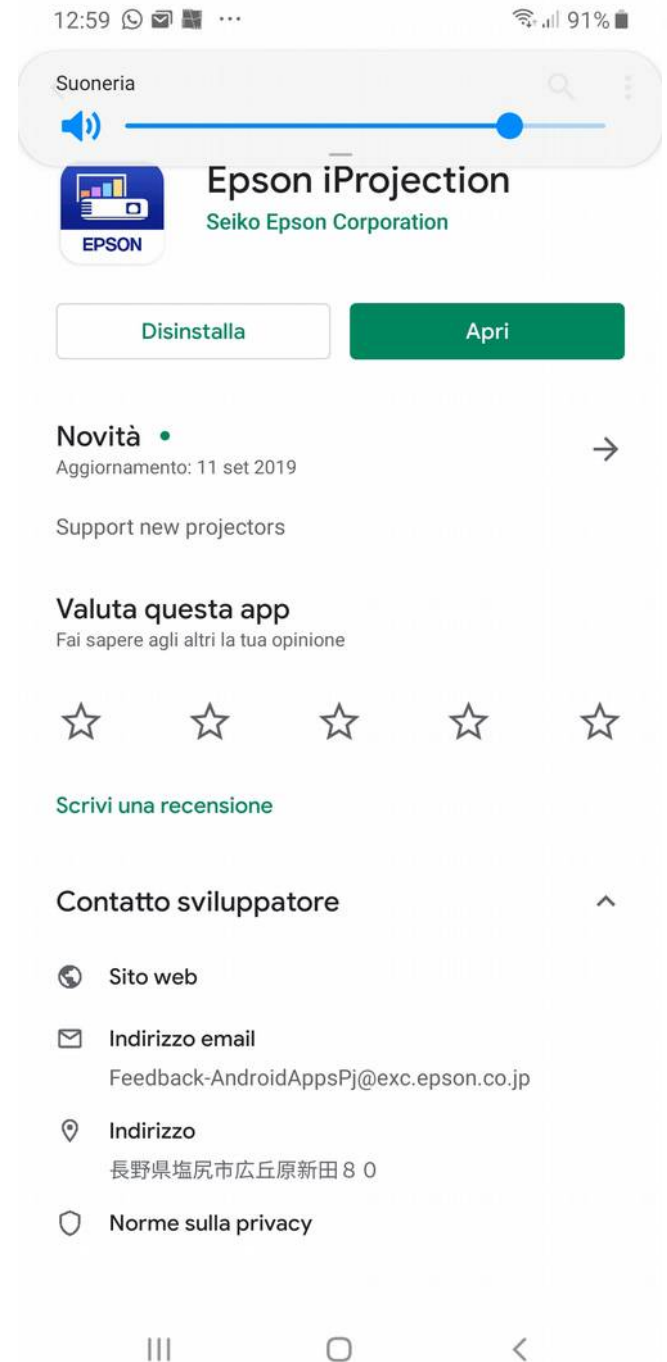 12:59
91%
Suoneria
Epson iProjection
Seiko Epson Corporation
EPSON
Disinstalla
Apri
Novità
Aggiornamento: 11 set 2019
Support new projectors
Valuta questa app
Fai sapere agli altri la tua opinione
Scrivi una recensione
Contatto sviluppatore
Sito web
Indirizzo email
Feedback-AndroidAppsPj@exc.epson.co.jp
Indirizzo
長野県塩尻市広丘原新田８０
Norme sulla privacy